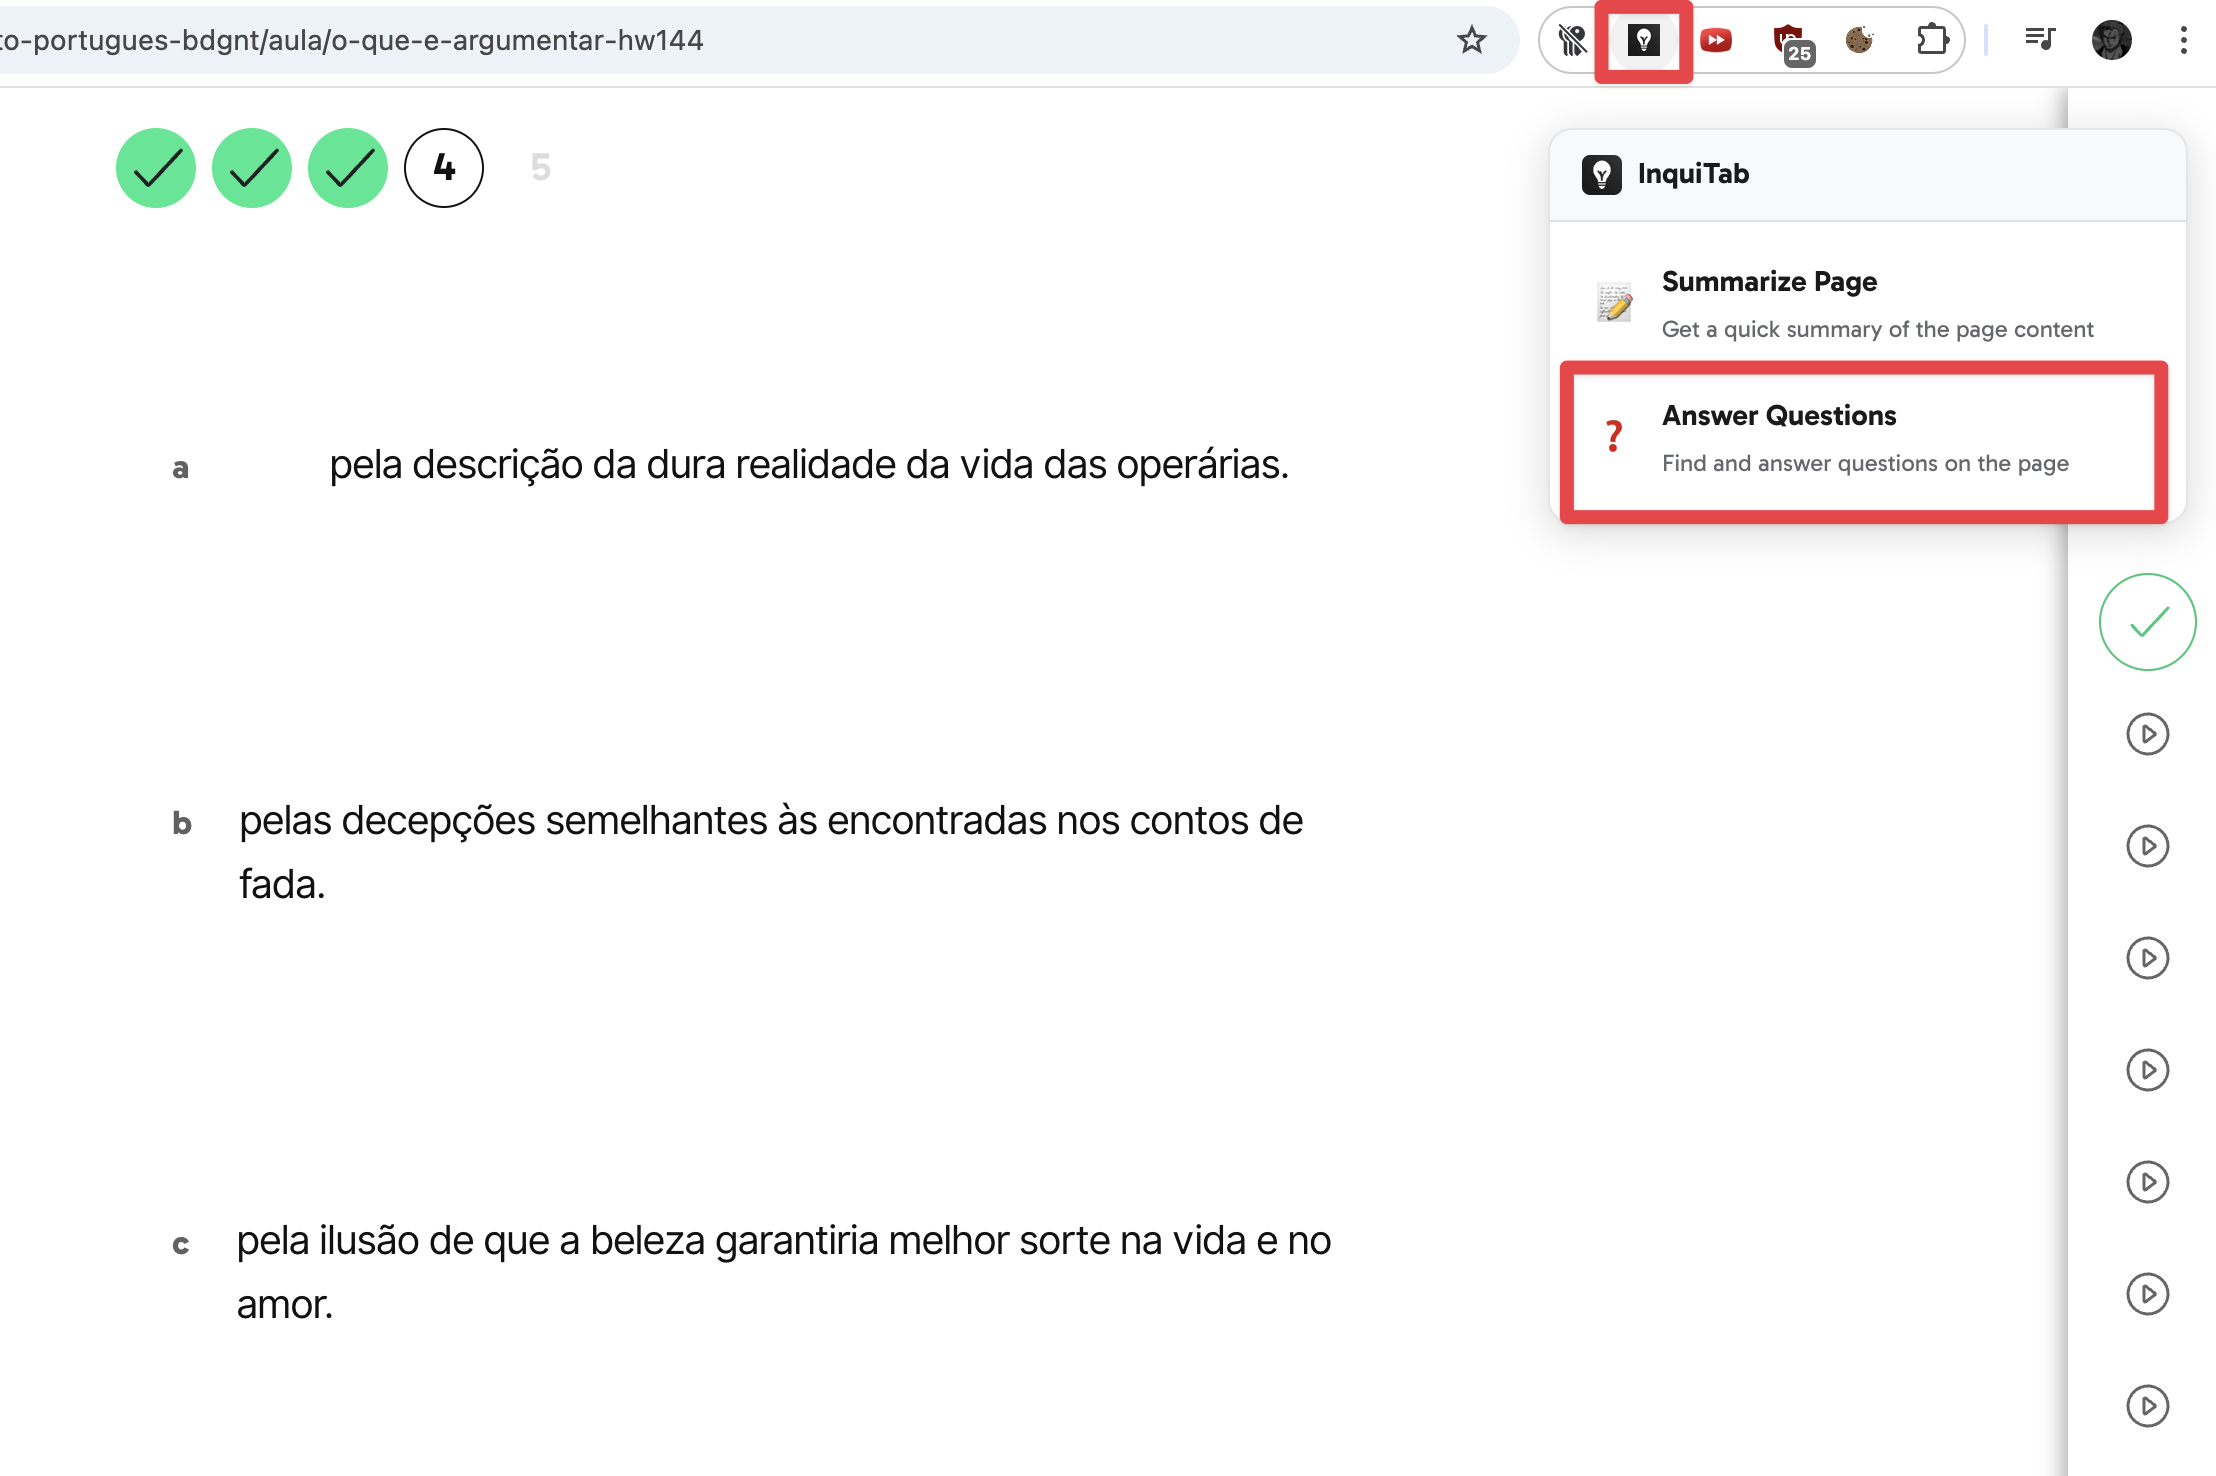 to-portugues-bdgnt/aula/o-que-e-argumentar-hw144
25
4
5
InquiTab
Summarize Page
Get a quick summary of the page content
?
Answer Questions
Find and answer questions on the page
a pela descrição da dura realidade da vida das operárias.
b pelas decepções semelhantes às encontradas nos contos de
fada.
c pela ilusão de que a beleza garantiria melhor sorte na vida e no
amor.